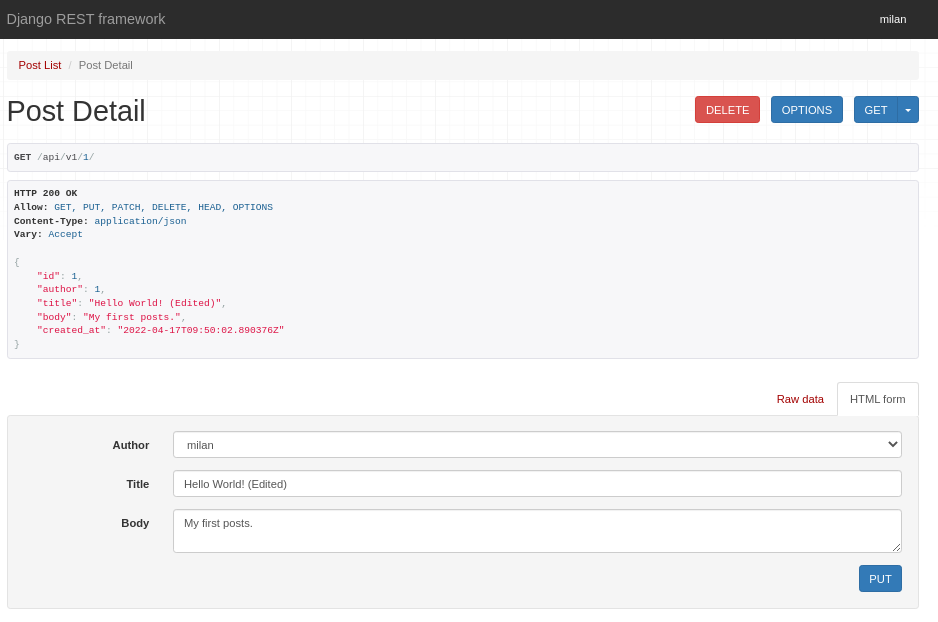 Django REST framework milan
Post List / Post Detail
Post Detail DELETE OPTIONS GET
GET /api/v1/1/
HTTP 200 OK
Allow: GET, PUT, PATCH, DELETE, HEAD, OPTIONS
Content-Type: application/json
Vary: Accept
{
    "id": 1,
    "author": 1,
    "title": "Hello World! (Edited)",
    "body": "My first posts.",
    "created_at": "2022-04-17T09:50:02.890376Z"
}
Raw data HTML form
Author milan
Title Hello World! (Edited)
Body My first posts.
PUT